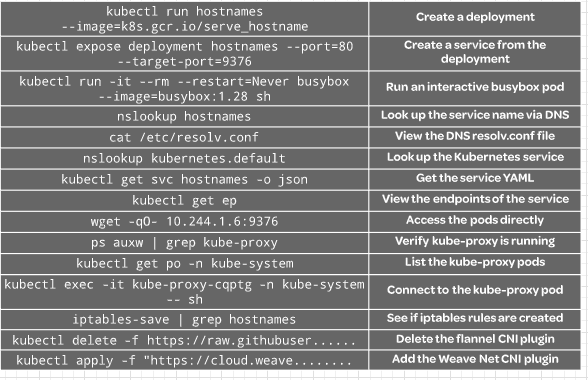 kubectl run hostnames
--image=k8s.gcr.io/serve_hostname
Create a deployment
kubectl expose deployment hostnames --port=80
--target-port=9376
Create a service from the
deployment
kubectl run -it --rm --restart=Never busybox
--image=busybox:1.28 sh
Run an interactive busybox pod
nslookup hostnames
Look up the service name via DNS
cat /etc/resolv.conf
View the DNS resolv.conf file
nslookup kubernetes.default
Look up the Kubernetes service
kubectl get svc hostnames -o json
Get the service YAML
kubectl get ep
View the endpoints of the service
wget -qO- 10.244.1.6:9376
Access the pods directly
ps auxw | grep kube-proxy
Verify kube-proxy is running
kubectl get po -n kube-system
List the kube-proxy pods
kubectl exec -it kube-proxy-cqptg -n kube-system
-- sh
Connect to the kube-proxy pod
iptables-save | grep hostnames
See if iptables rules are created
kubectl delete -f https://raw.githubuser......
Delete the flannel CNI plugin
kubectl apply -f "https://cloud.weave........
Add the Weave Net CNI plugin